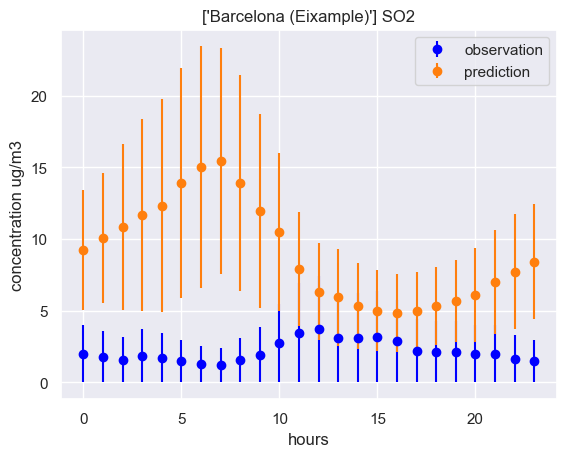 ['Barcelona (Eixample)'] SO2
observation
prediction
concentration ug/m3
20
15
10
5
0
0
5
10
15
20
hours